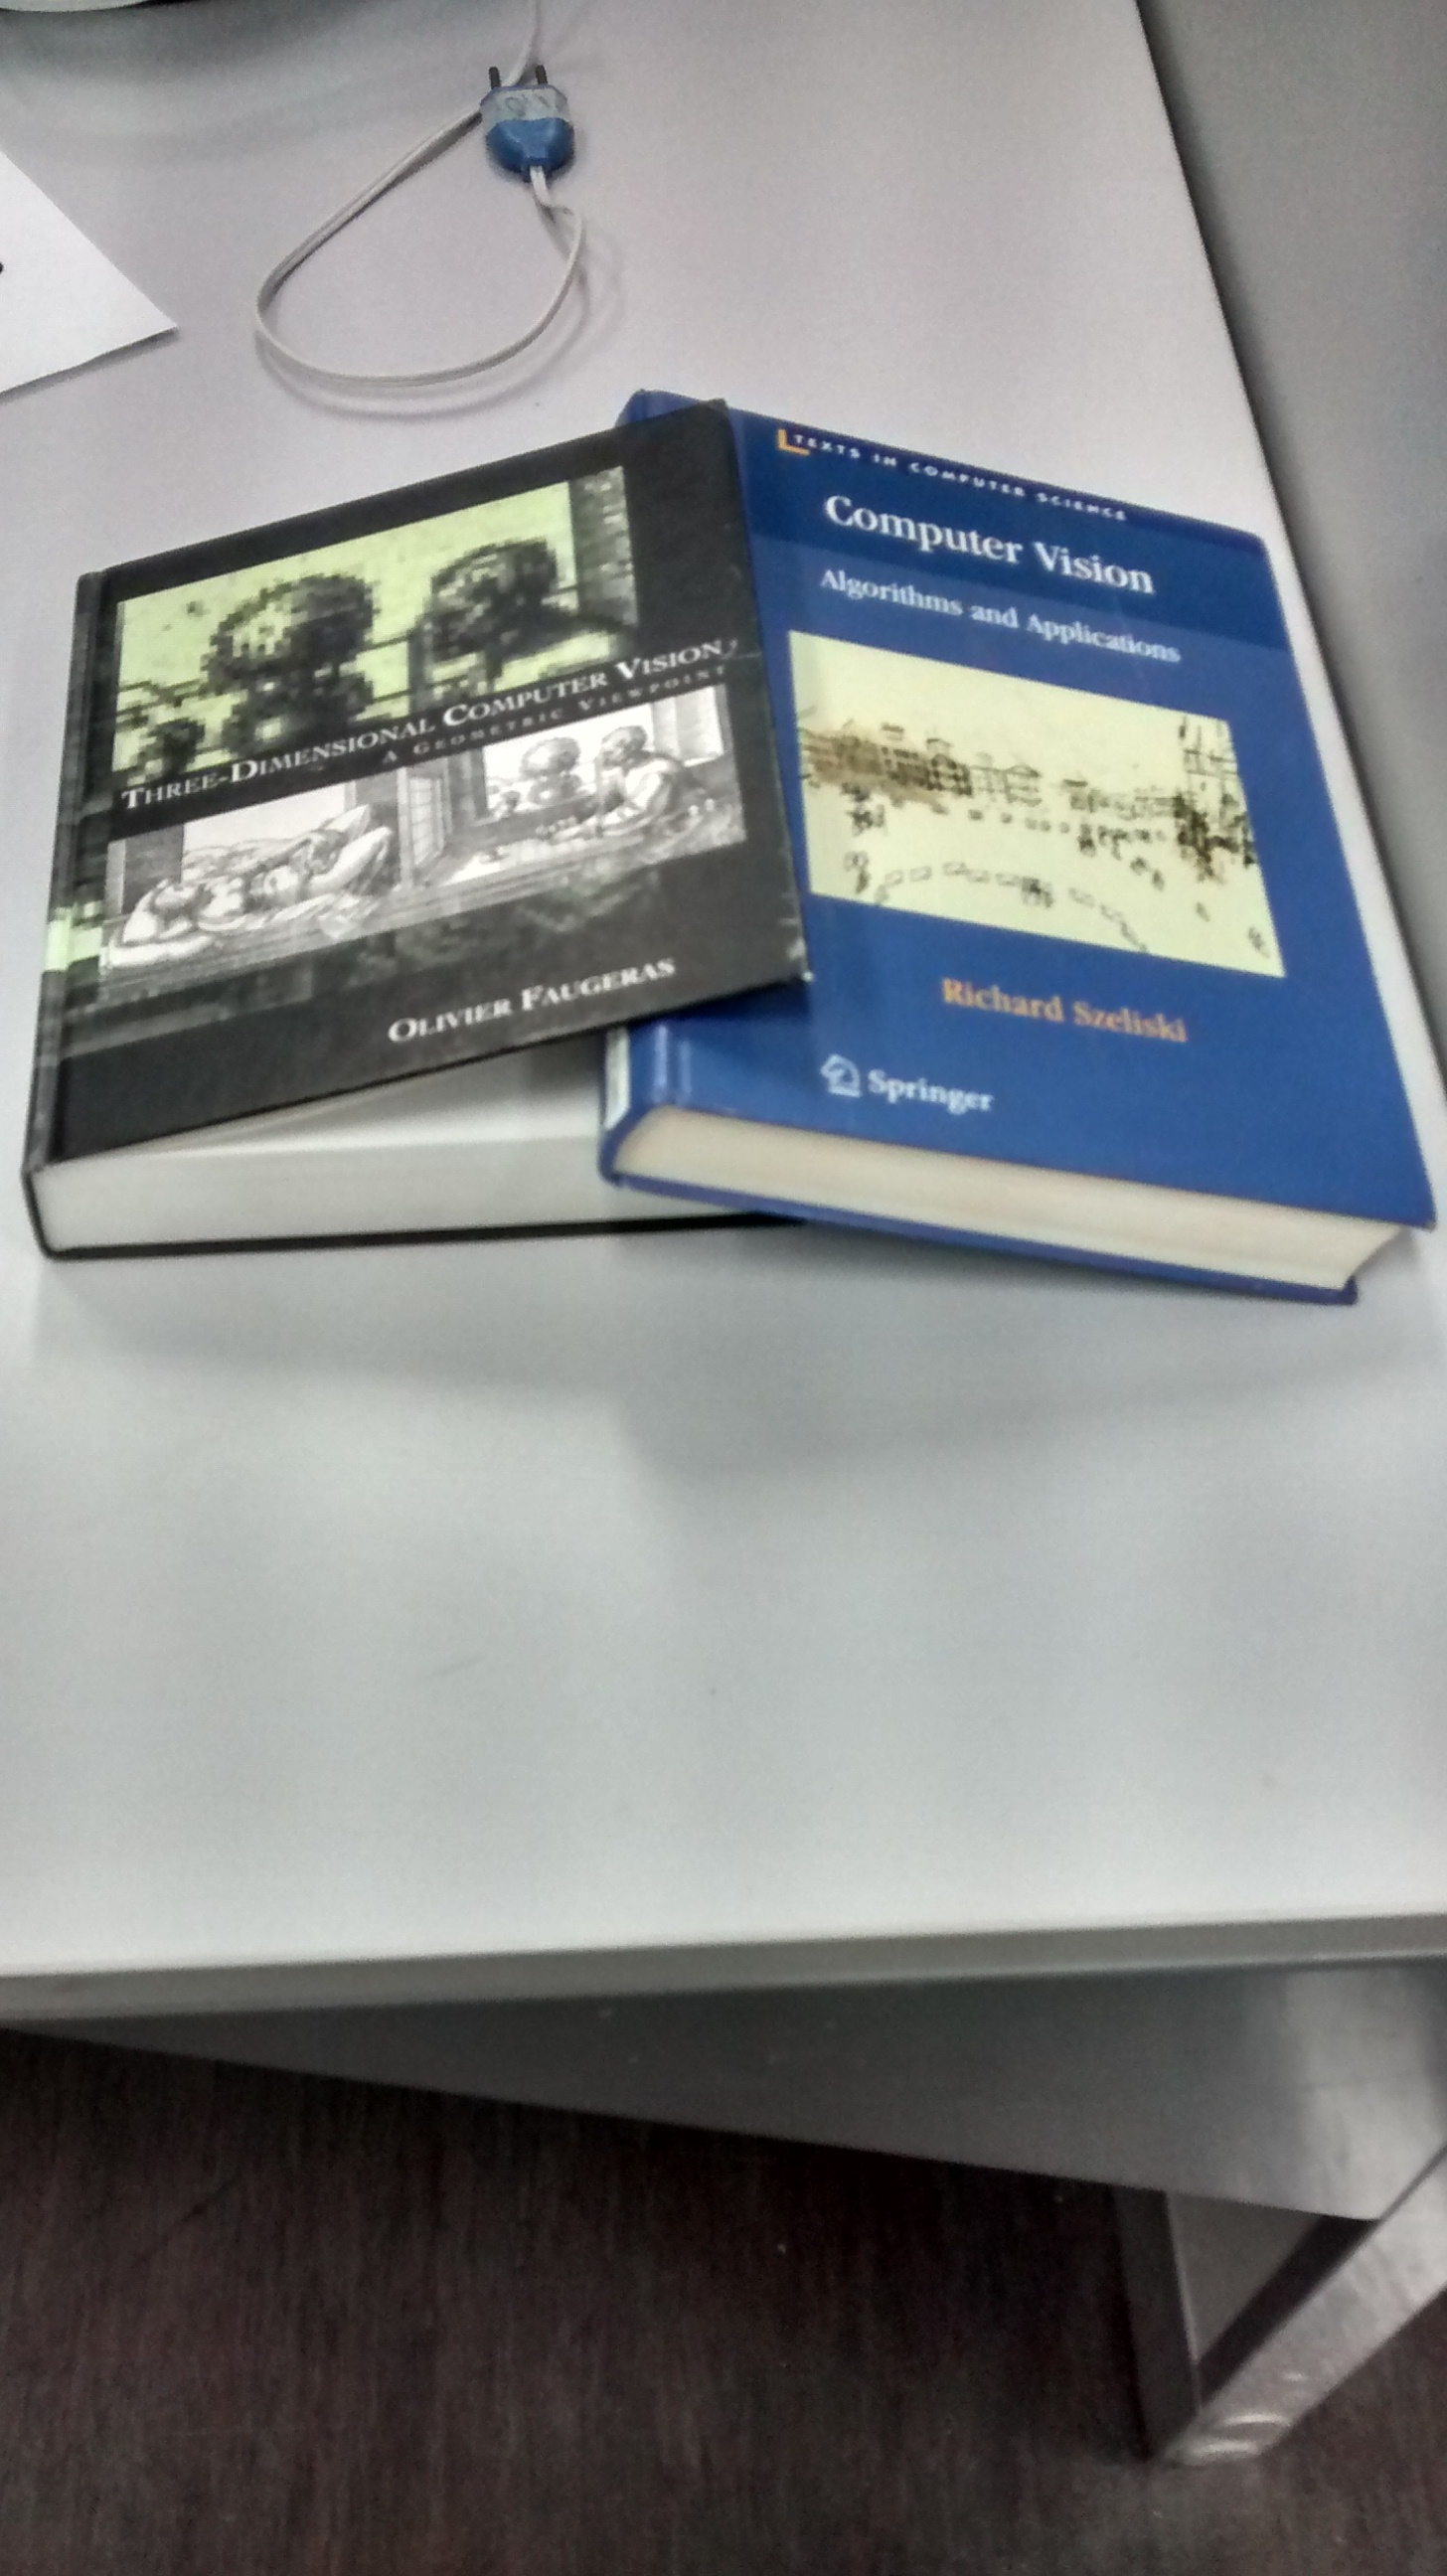 THREE-DIMENSIONAL COMPUTER VISION
A GEOMETRIC VIEWPOINT
OLIVIER FAUGERAS
TEXTS IN COMPUTER SCIENCE
Computer Vision
Algorithms and Applications
Richard Szeliski
Springer